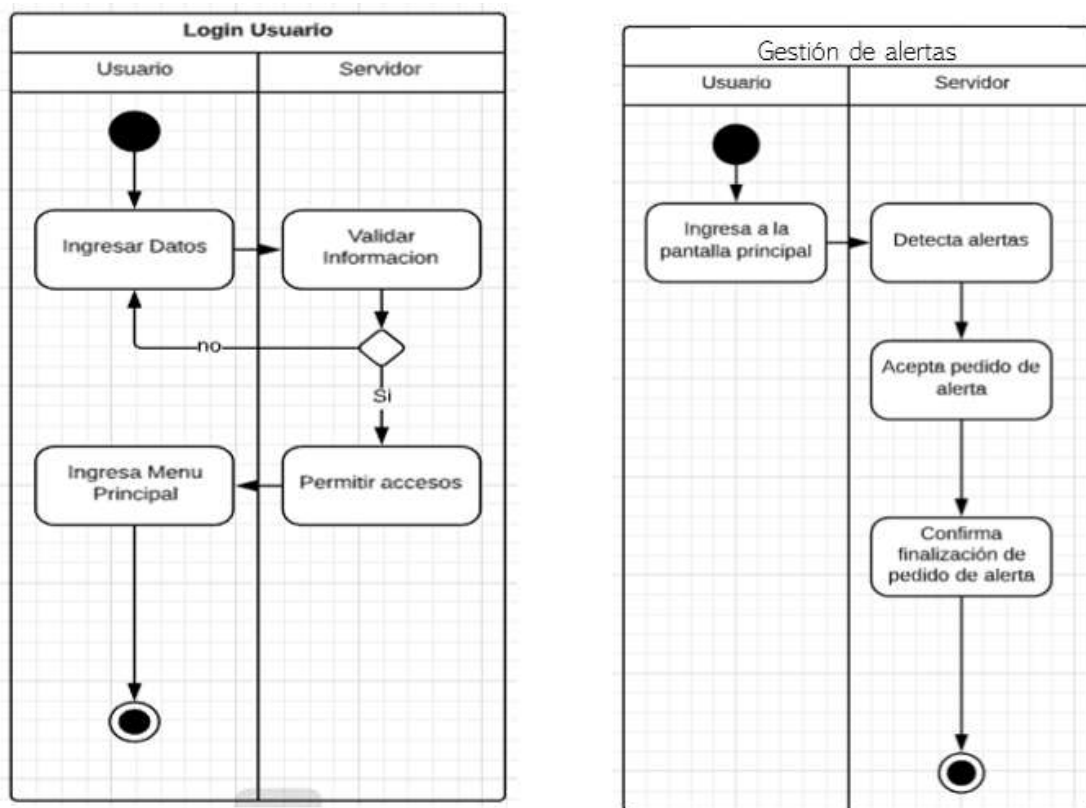 Login Usuario
Usuario
Servidor
Ingresar Datos
Validar
Informacion
no
Si
Ingresa Menu
Principal
Permitir accesos
Gestión de alertas
Usuario
Servidor
Ingresa a la
pantalla principal
Detecta alertas
Acepta pedido de
alerta
Confirma
finalización de
pedido de alerta